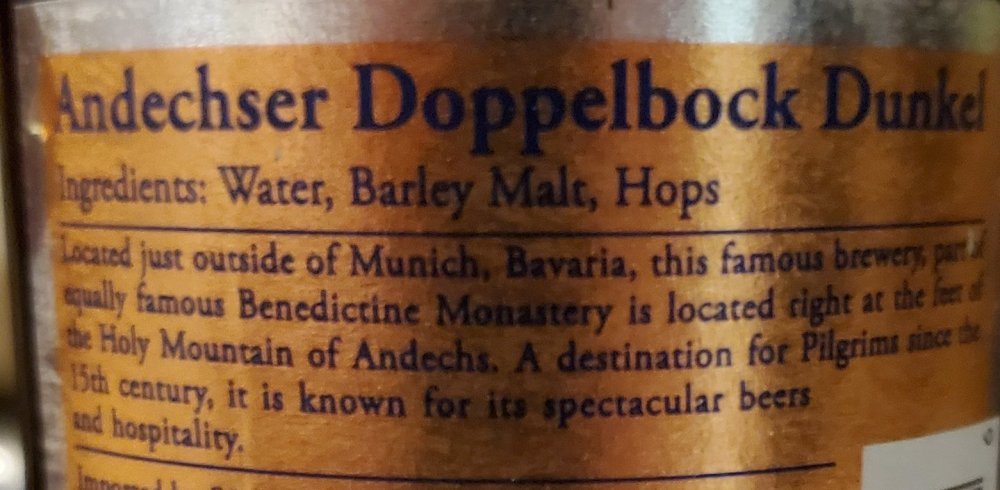 Andechser Doppelbock Dunkel
Ingredients: Water, Barley Malt, Hops
Located just outside of Munich, Bavaria, this famous brewery, part of
equally famous Benedictine Monastery is located right at the feet of
the Holy Mountain of Andechs. A destination for Pilgrims since the
15th century, it is known for its spectacular beers
and hospitality.
Imported by